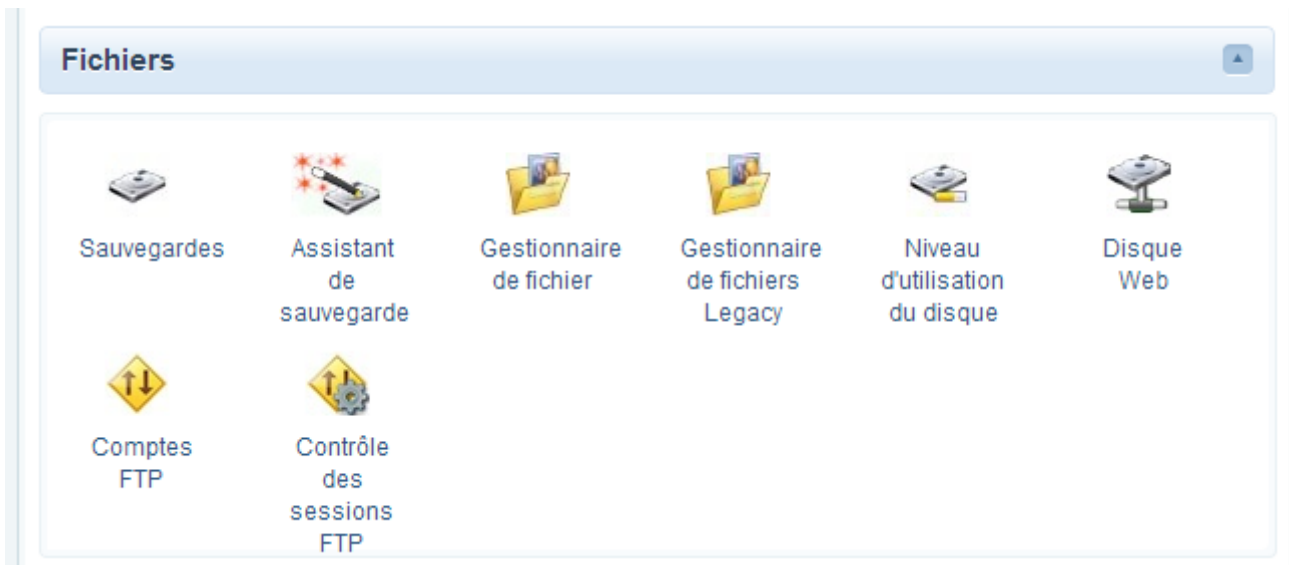 Fichiers
Sauvegardes
Assistant
de
sauvegarde
Gestionnaire
de fichier
Gestionnaire
de fichiers
Legacy
Niveau
d'utilisation
du disque
Disque
Web
Comptes
FTP
Contrôle
des
sessions
FTP